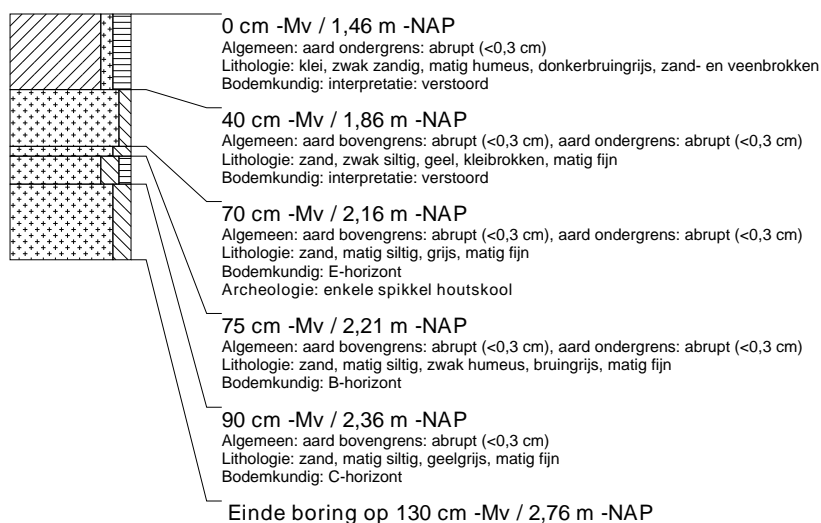 0 cm -Mv / 1,46 m -NAP
Algemeen: aard ondergrens: abrupt (<0,3 cm)
Lithologie: klei, zwak zandig, matig humeus, donkerbruingrijs, zand- en veenbrokken
Bodemkundig: interpretatie: verstoord
40 cm -Mv / 1,86 m -NAP
Algemeen: aard bovengrens: abrupt (<0,3 cm), aard ondergrens: abrupt (<0,3 cm)
Lithologie: zand, zwak siltig, geel, kleibrokken, matig fijn
Bodemkundig: interpretatie: verstoord
70 cm -Mv / 2,16 m -NAP
Algemeen: aard bovengrens: abrupt (<0,3 cm), aard ondergrens: abrupt (<0,3 cm)
Lithologie: zand, matig siltig, grijs, matig fijn
Bodemkundig: E-horizont
Archeologie: enkele spikkel houtskool
75 cm -Mv / 2,21 m -NAP
Algemeen: aard bovengrens: abrupt (<0,3 cm), aard ondergrens: abrupt (<0,3 cm)
Lithologie: zand, matig siltig, zwak humeus, bruingrijs, matig fijn
Bodemkundig: B-horizont
90 cm -Mv / 2,36 m -NAP
Algemeen: aard bovengrens: abrupt (<0,3 cm)
Lithologie: zand, matig siltig, geelgrijs, matig fijn
Bodemkundig: C-horizont
Einde boring op 130 cm -Mv / 2,76 m -NAP